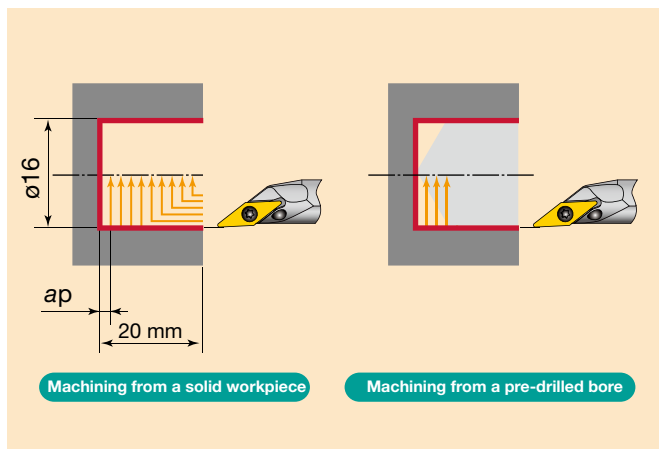 ø16
ap
20 mm
Machining from a solid workpiece
Machining from a pre-drilled bore